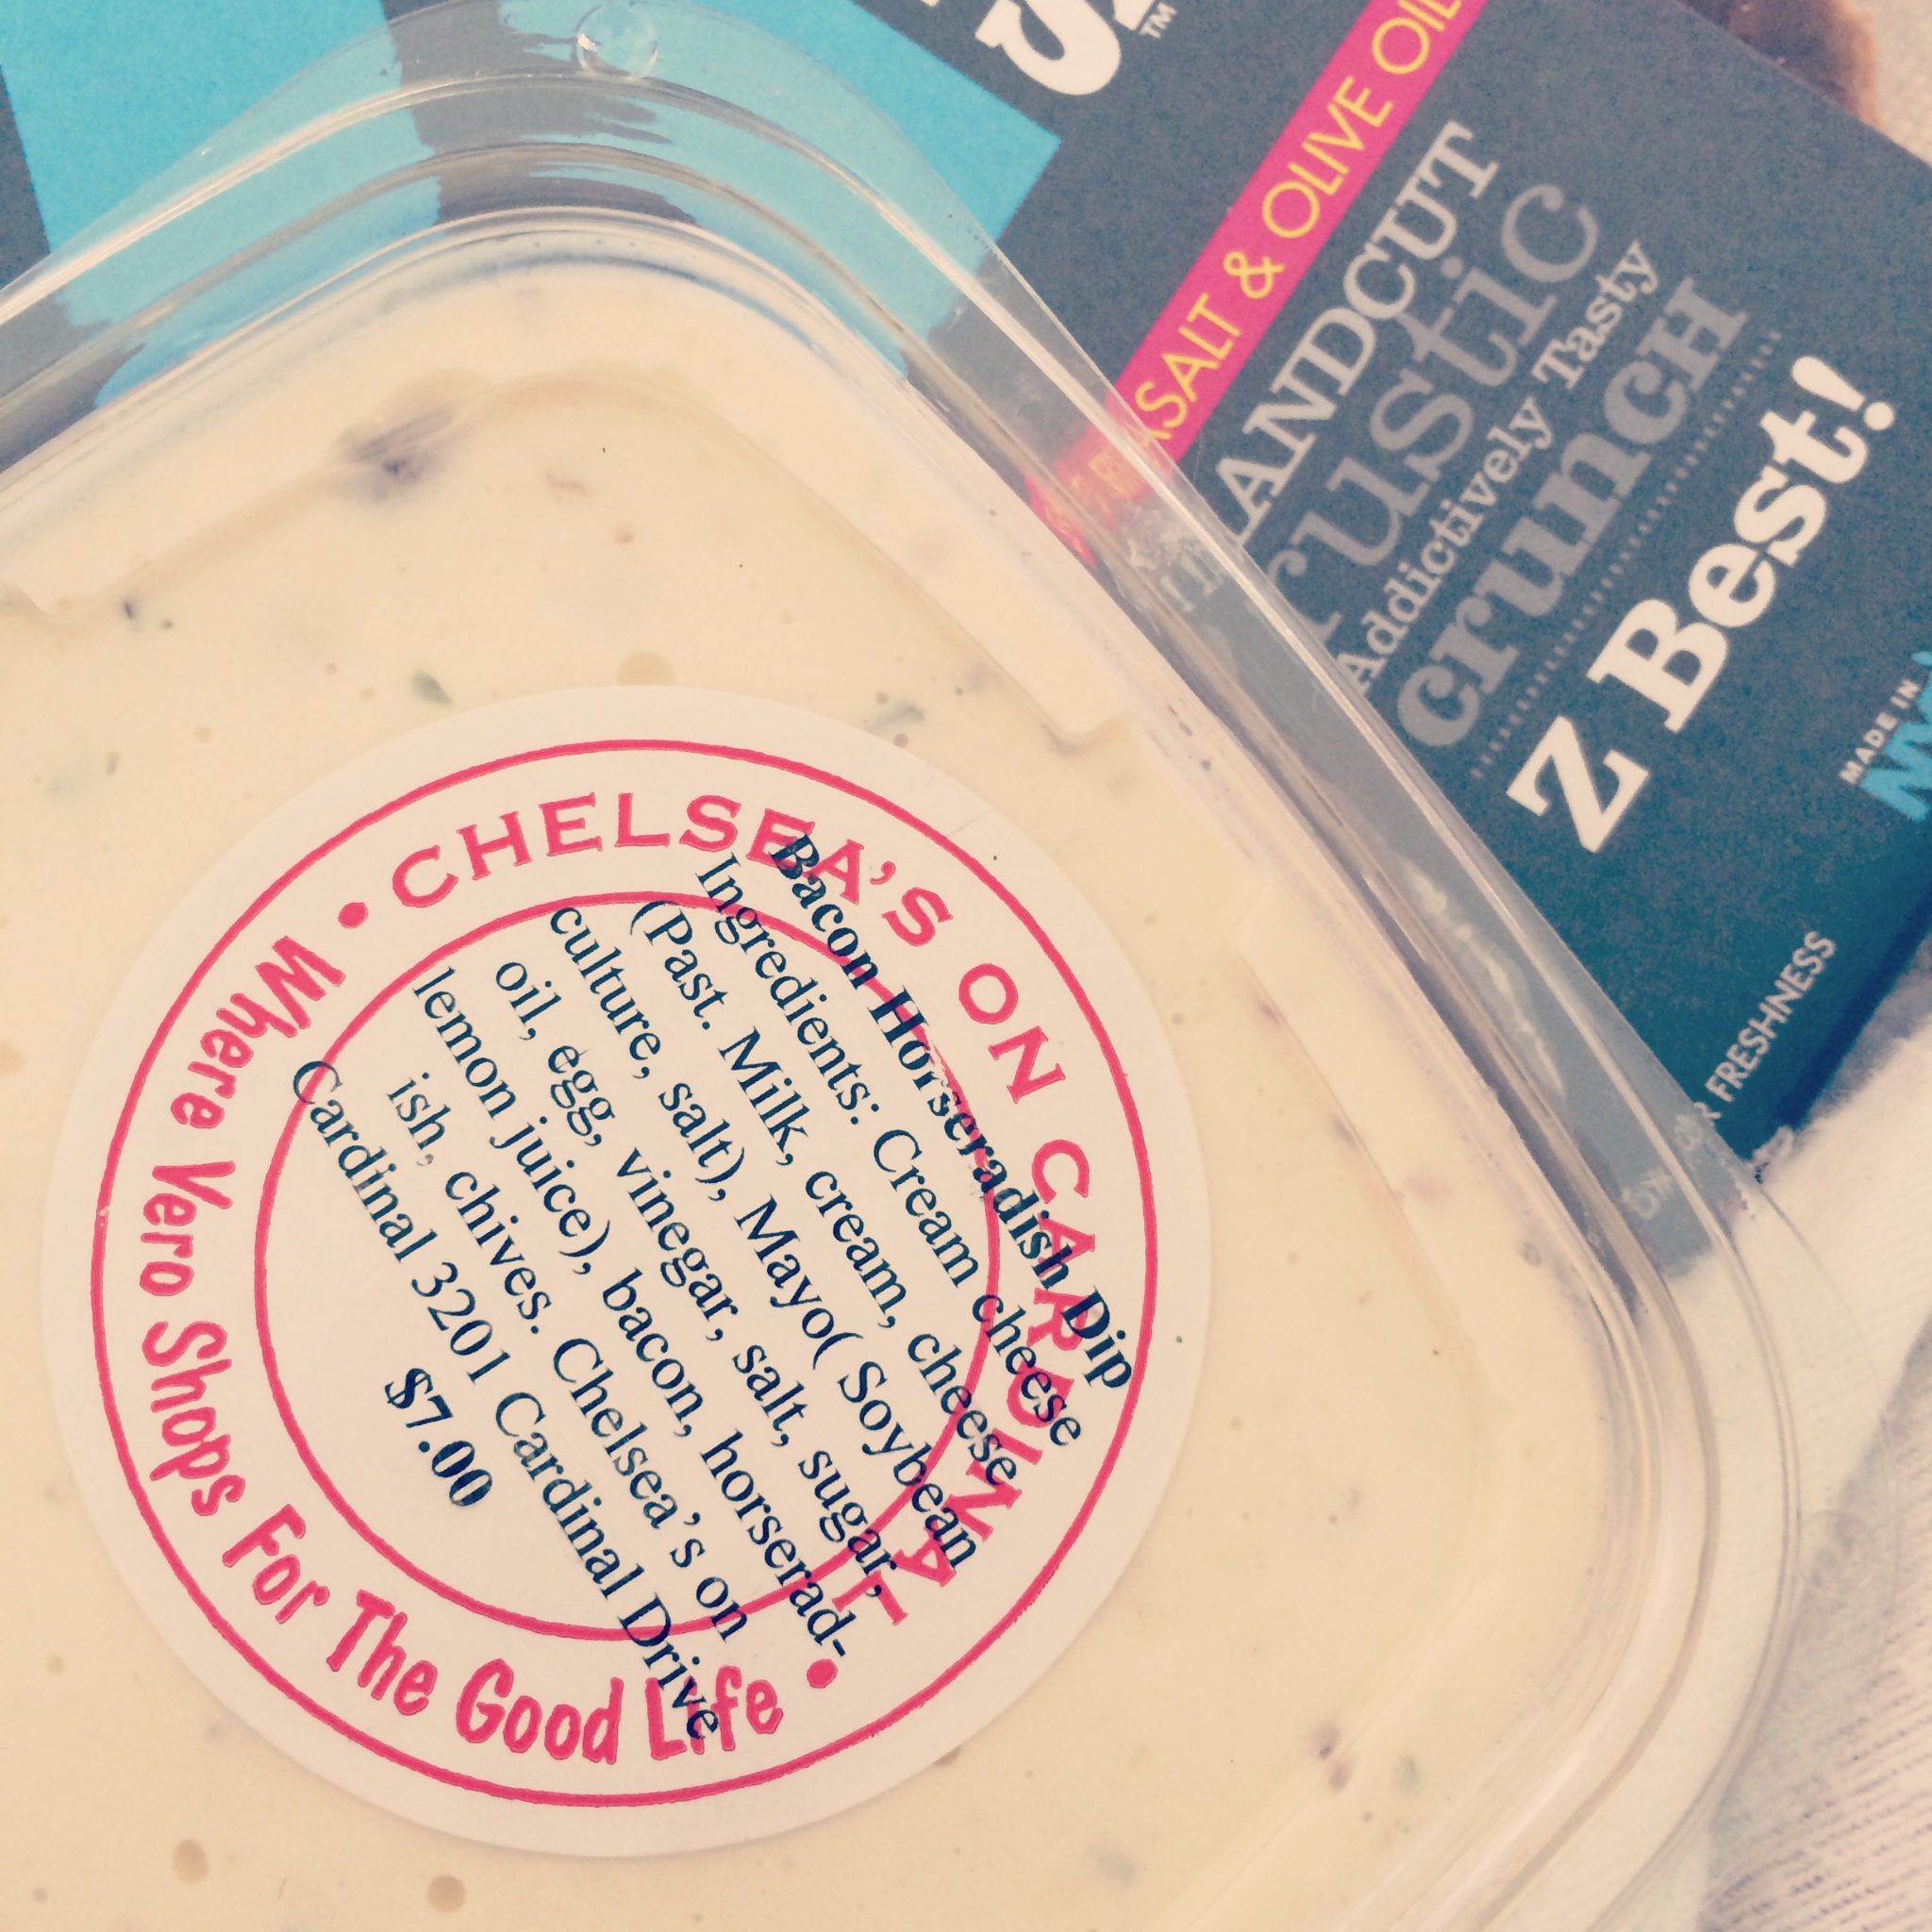 SALT & OLIVE OIL
ANDCUT
rustic
Addictively Tasty
crunch
Z Best!
MADE IN
FRESHNESS
CHELSEA'S ON CARDINAL
Where Vero Shops For The Good Life
Bacon Horseradish Dip
Ingredients: Cream cheese
(Past. Milk, cream, cheese
culture, salt), Mayo( Soybean
oil, egg, vinegar, salt, sugar,
lemon juice), bacon, horserad-
ish, chives. Chelsea's on
Cardinal 3201 Cardinal Drive
$7.00